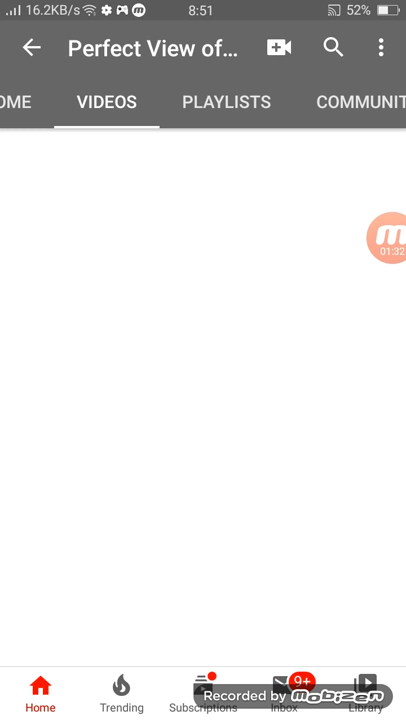 16.2KB/s 8:51 52%
Perfect View of...
OME VIDEOS PLAYLISTS COMMUNIT
m
01:32
9+
Recorded by mobizen
Home Trending Subscriptions Inbox Library